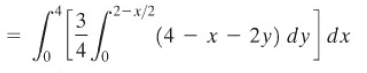 = ∫₀⁴ [ 3/4 ∫₀^{2−x/2} (4 − x − 2y) dy ] dx